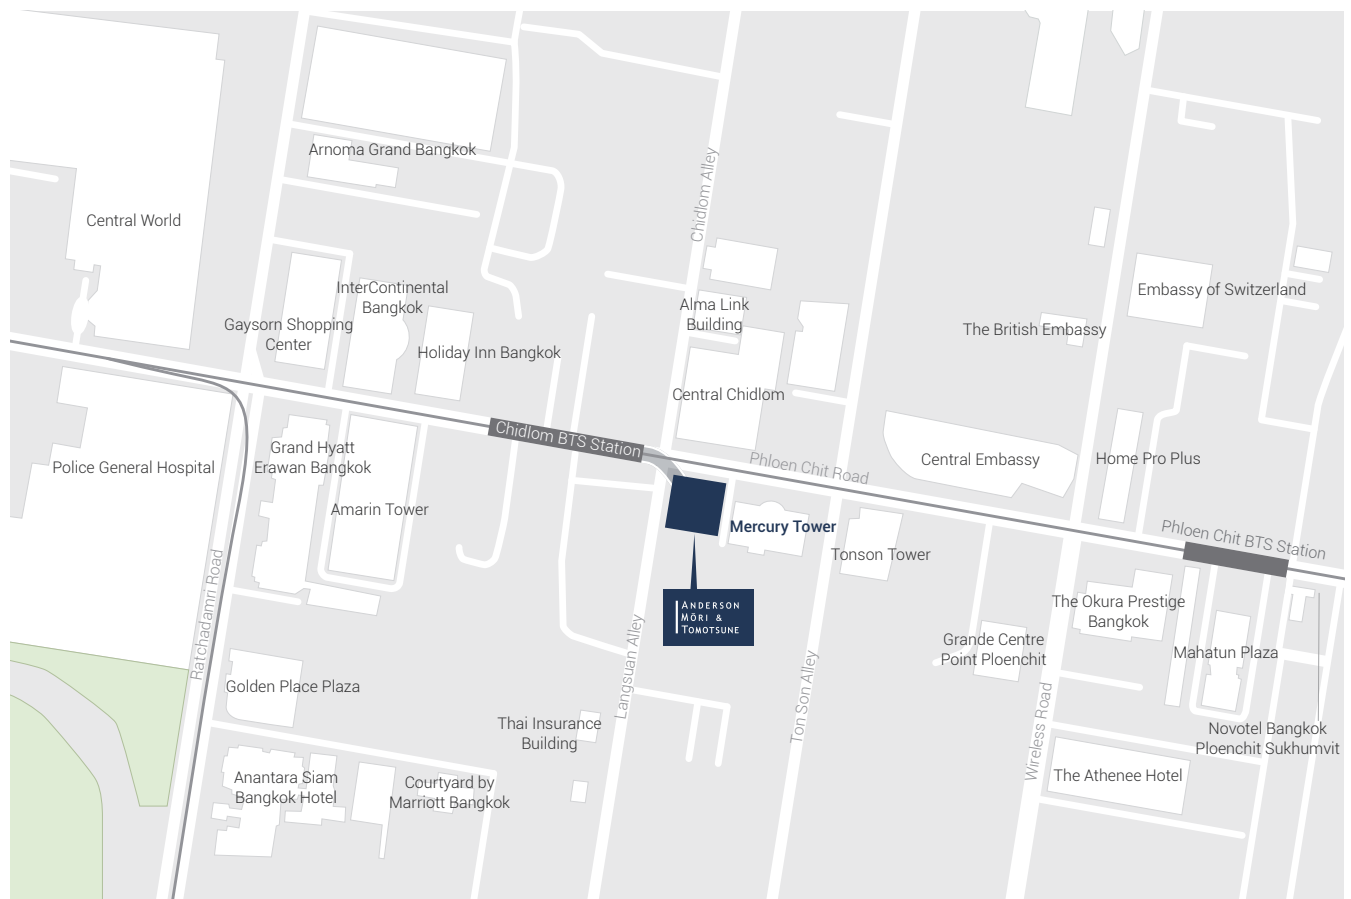 Arnoma Grand Bangkok
Chidlom Alley
Central World
InterContinental
Bangkok
Embassy of Switzerland
Alma Link
Building
Gaysorn Shopping
Center
The British Embassy
Holiday Inn Bangkok
Central Chidlom
Chidlom BTS Station
Grand Hyatt
Erawan Bangkok
Police General Hospital
Phloen Chit Road
Central Embassy
Home Pro Plus
Amarin Tower
Mercury Tower
Tonson Tower
Phloen Chit BTS Station
Ratchadamri Road
ANDERSON
MŌRI &
TOMOTSUNE
The Okura Prestige
Bangkok
Grande Centre
Point Ploenchit
Mahatun Plaza
Langsuan Alley
Golden Place Plaza
Ton Son Alley
Wireless Road
Thai Insurance
Building
Novotel Bangkok
Ploenchit Sukhumvit
Anantara Siam
Bangkok Hotel
Courtyard by
Marriott Bangkok
The Athenee Hotel